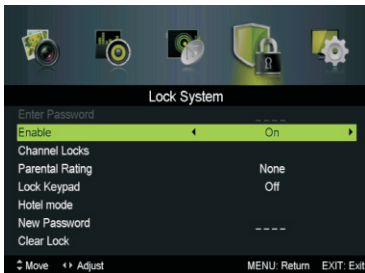 Lock System
Enter Password _ _ _ _
Enable On
Channel Locks
Parental Rating None
Lock Keypad Off
Hotel mode
New Password _ _ _ _
Clear Lock
Move Adjust MENU: Return EXIT: Exit